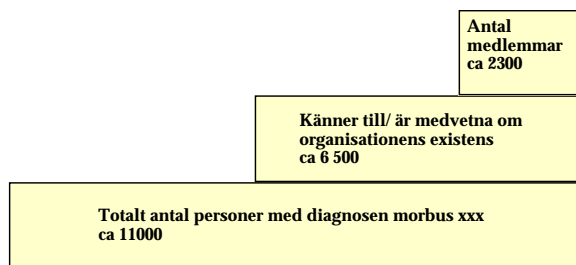 Antal
medlemmar
ca 2300
Känner till/ är medvetna om
organisationens existens
ca 6 500
Totalt antal personer med diagnosen morbus xxx
ca 11000